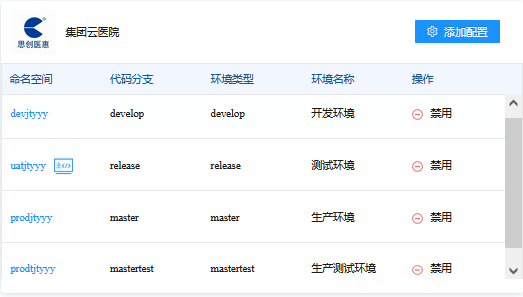 思创医惠 集团云医院 添加配置
命名空间 代码分支 环境类型 环境名称 操作
devjtyyy develop develop 开发环境 禁用
uatjtyyy 主</> release release 测试环境 禁用
prodjtyyy master master 生产环境 禁用
prodtjtyyy mastertest mastertest 生产测试环境 禁用